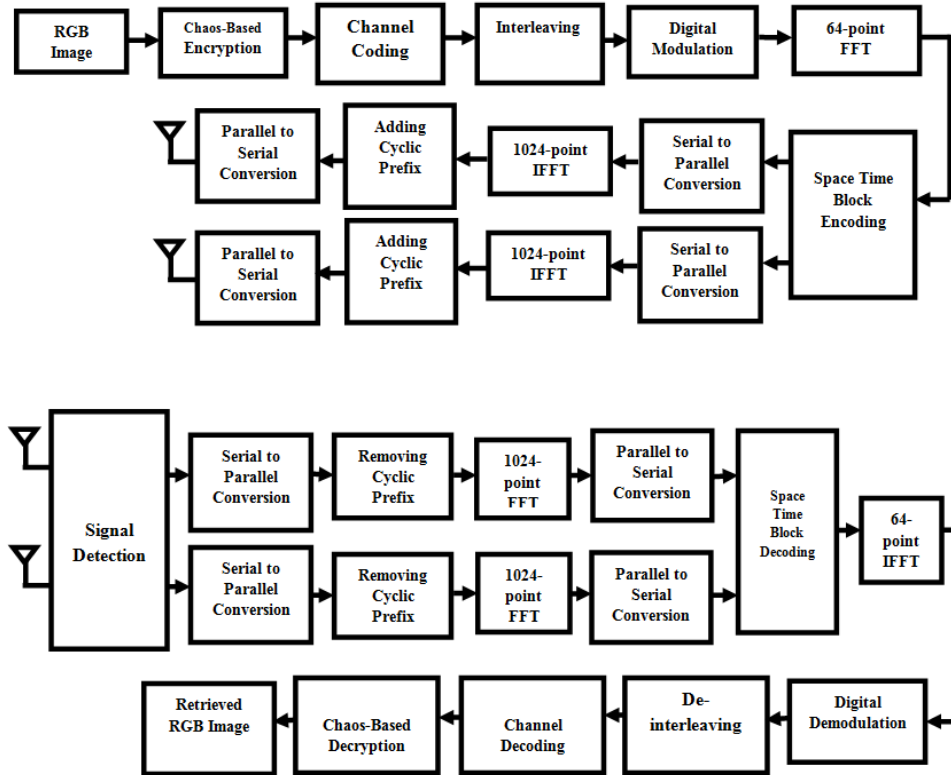 RGB
Image
Chaos-Based
Encryption
Channel
Coding
Interleaving
Digital
Modulation
64-point
FFT
Parallel to
Serial
Conversion
Adding
Cyclic
Prefix
1024-point
IFFT
Serial to
Parallel
Conversion
Space Time
Block
Encoding
Parallel to
Serial
Conversion
Adding
Cyclic
Prefix
1024-point
IFFT
Serial to
Parallel
Conversion
Signal
Detection
Serial to
Parallel
Conversion
Removing
Cyclic
Prefix
1024-
point
FFT
Parallel to
Serial
Conversion
Space
Time
Block
Decoding
64-
point
IFFT
Serial to
Parallel
Conversion
Removing
Cyclic
Prefix
1024-
point
FFT
Parallel to
Serial
Conversion
Retrieved
RGB Image
Chaos-Based
Decryption
Channel
Decoding
De-
interleaving
Digital
Demodulation